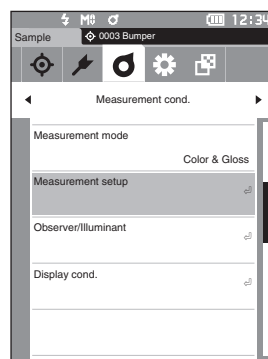 M 12:34
Sample 0003 Bumper
Measurement cond.
Measurement mode
Color & Gloss
Measurement setup
Observer/Illuminant
Display cond.